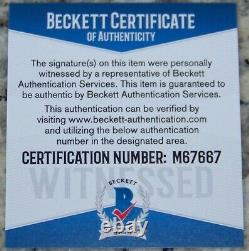 BECKETT CERTIFICATE
OF AUTHENTICITY
The signature(s) on this item were personally
witnessed by a representative of Beckett
Authentication Services. This item is guaranteed to
be authentic by Beckett Authentication Services.
This authentication can be verified by
visiting www.beckett-authentication.com
and utilizing the below authentication
number in the designated area.
CERTIFICATION NUMBER: M67667
WITNESSED
BECKETT
B